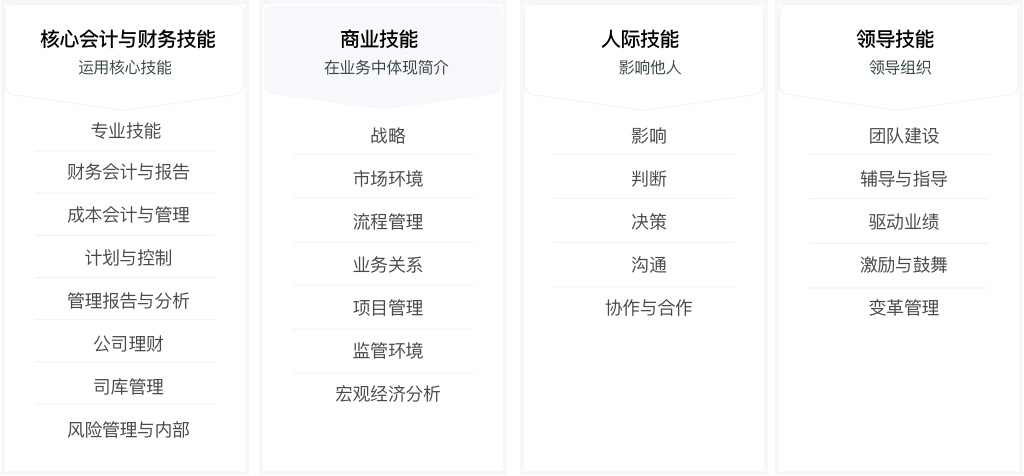 核心会计与财务技能
运用核心技能
专业技能
财务会计与报告
成本会计与管理
计划与控制
管理报告与分析
公司理财
司库管理
风险管理与内部
商业技能
在业务中体现简介
战略
市场环境
流程管理
业务关系
项目管理
监管环境
宏观经济分析
人际技能
影响他人
影响
判断
决策
沟通
协作与合作
领导技能
领导组织
团队建设
辅导与指导
驱动业绩
激励与鼓舞
变革管理